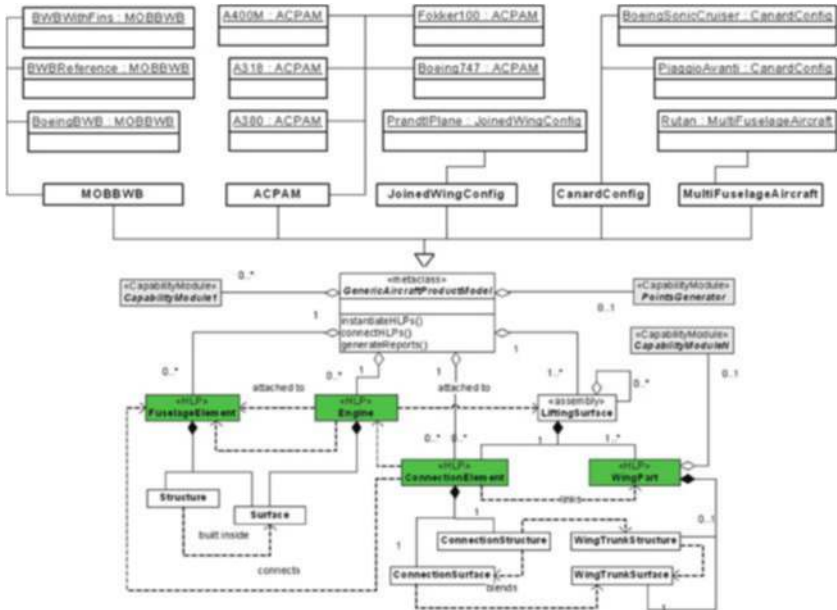 BWBWithFins : MOBBWB
A400M : ACPAM
Fokker100 : ACPAM
BoeingSonicCruiser : CanardConfig
BWBReference : MOBBWB
A318 : ACPAM
Boeing747 : ACPAM
PiaggioAvanti : CanardConfig
BoeingBWB : MOBBWB
A380 : ACPAM
PrandtlPlane : JoinedWingConfig
Rutan : MultiFuselageAircraft
MOBBWB
ACPAM
JoinedWingConfig
CanardConfig
MultiFuselageAircraft
«CapabilityModule»
CapabilityModule1
0..*
«metaclass»
GenericAircraftProductModel
instantiateHLPs()
connectHLPs()
generateReports()
1
«CapabilityModule»
PointsGenerator
0..1
«CapabilityModule»
CapabilityModuleN
0..1
1
1
1
1
0..*
0..*
1..*
0..*
attached to
attached to
«HLP»
FuselageElement
«HLP»
Engine
«assembly»
LiftingSurface
0..*
0..*
1
1..*
«HLP»
ConnectionElement
«HLP»
WingPart
links
Structure
Surface
built inside
connects
1
1
0..1
ConnectionStructure
WingTrunkStructure
ConnectionSurface
WingTrunkSurface
blends
1